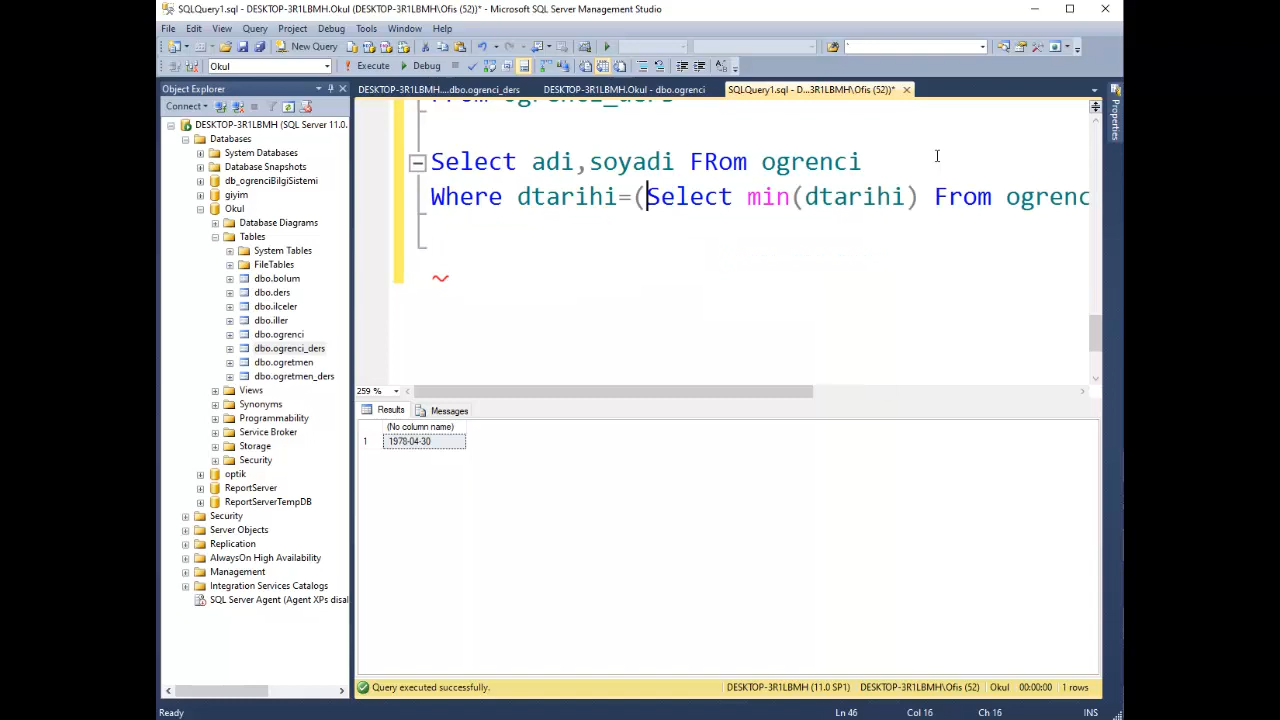 SQLQuery1.sql - DESKTOP-3R1LBMH.Okul (DESKTOP-3R1LBMH\Ofis (52))* - Microsoft SQL Server Management Studio
File Edit View Query Project Debug Tools Window Help
New Query
Okul Execute Debug
Object Explorer
DESKTOP-3R1LBMH....dbo.ogrenci_ders DESKTOP-3R1LBMH.Okul - dbo.ogrenci SQLQuery1.sql - D...3R1LBMH\Ofis (52))*
Properties
Connect
DESKTOP-3R1LBMH (SQL Server 11.0.
Databases
System Databases
Database Snapshots
db_ogrenciBilgiSistemi
giyim
Okul
Database Diagrams
Tables
System Tables
FileTables
dbo.bolum
dbo.ders
dbo.ilceler
dbo.iller
dbo.ogrenci
dbo.ogrenci_ders
dbo.ogretmen
dbo.ogretmen_ders
Views
Synonyms
Programmability
Service Broker
Storage
Security
optik
ReportServer
ReportServerTempDB
Security
Server Objects
Replication
AlwaysOn High Availability
Management
Integration Services Catalogs
SQL Server Agent (Agent XPs disal
From ogrenci_ders
Select adi,soyadi FRom ogrenci
Where dtarihi=(Select min(dtarihi) From ogrenc
259 %
Results Messages
(No column name)
1 1978-04-30
Query executed successfully. DESKTOP-3R1LBMH (11.0 SP1) DESKTOP-3R1LBMH\Ofis (52) Okul 00:00:00 1 rows
Ready Ln 46 Col 16 Ch 16 INS